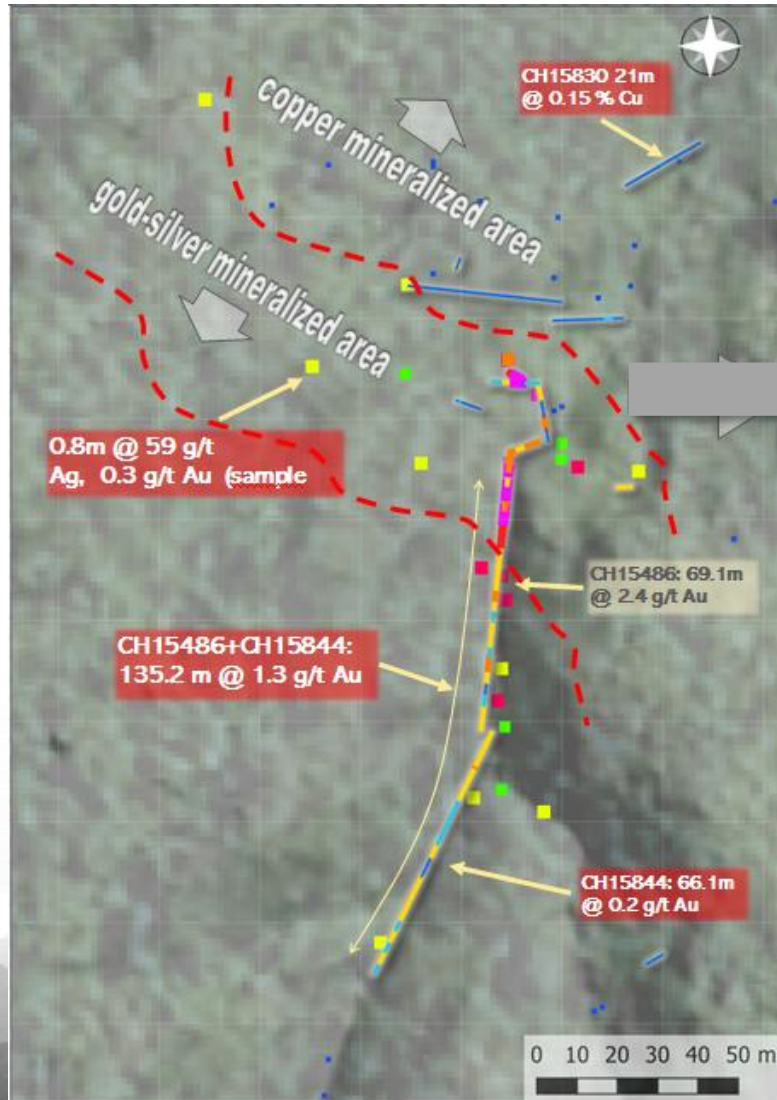 CH15830 21m
@ 0.15 % Cu
copper mineralized area
gold-silver mineralized area
0.8m @ 59 g/t
Ag, 0.3 g/t Au (sample
CH15486: 69.1m
@ 2.4 g/t Au
CH15486+CH15844:
135.2 m @ 1.3 g/t Au
CH15844: 66.1m
@ 0.2 g/t Au
0 10 20 30 40 50 m